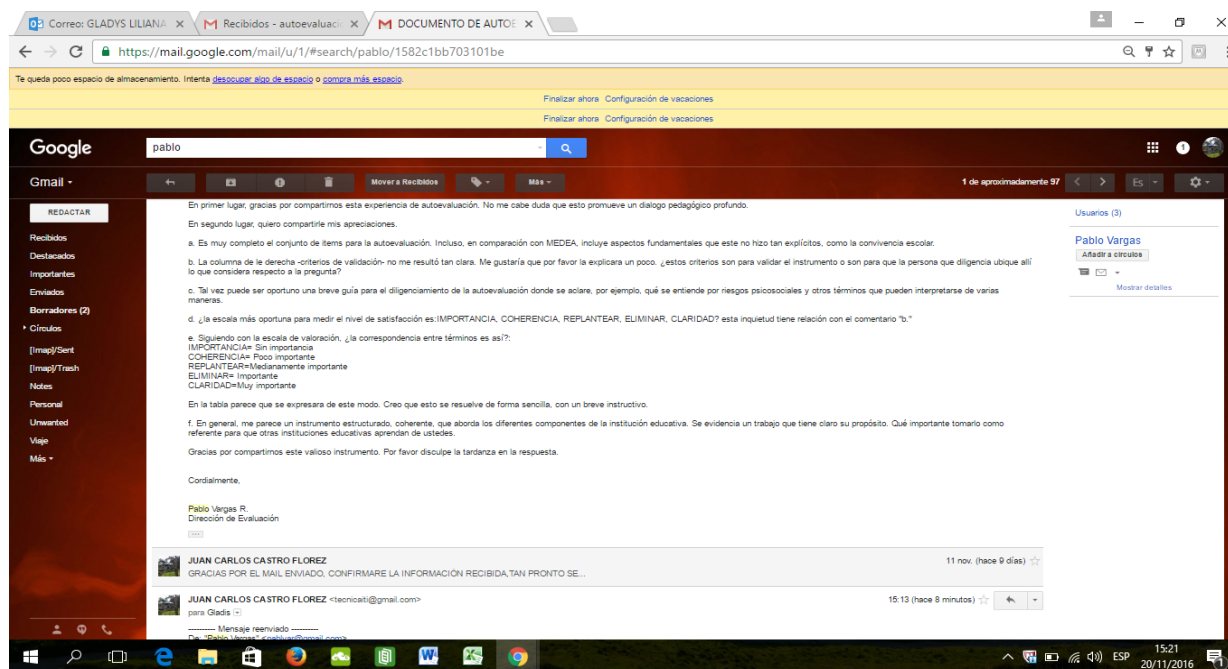 Correo: GLADYS LILIANA
Recibidos - autoevaluaci
DOCUMENTO DE AUTOE
https://mail.google.com/mail/u/1/#search/pablo/1582c1bb703101be
Te queda poco espacio de almacenamiento. Intenta desocupar algo de espacio o compra más espacio.
Finalizar ahora Configuración de vacaciones
Finalizar ahora Configuración de vacaciones
Google
pablo
1
Gmail
Mover a Recibidos
Más
1 de aproximadamente 97
Es
REDACTAR
Recibidos
Destacados
Importantes
Enviados
Borradores (2)
Círculos
[Imap]/Sent
[Imap]/Trash
Notes
Personal
Unwanted
Viaje
Más
En primer lugar, gracias por compartirnos esta experiencia de autoevaluación. No me cabe duda que esto promueve un dialogo pedagógico profundo.
En segundo lugar, quiero compartirle mis apreciaciones.
a. Es muy completo el conjunto de items para la autoevaluación. Incluso, en comparación con MEDEA, incluye aspectos fundamentales que este no hizo tan explícitos, como la convivencia escolar.
b. La columna de le derecha -criterios de validación- no me resultó tan clara. Me gustaría que por favor la explicara un poco. ¿estos criterios son para validar el instrumento o son para que la persona que diligencia ubique allí
lo que considera respecto a la pregunta?
c. Tal vez puede ser oportuno una breve guía para el diligenciamiento de la autoevaluación donde se aclare, por ejemplo, qué se entiende por riesgos psicosociales y otros términos que pueden interpretarse de varias
maneras.
d. ¿la escala más oportuna para medir el nivel de satisfacción es:IMPORTANCIA, COHERENCIA, REPLANTEAR, ELIMINAR, CLARIDAD? esta inquietud tiene relación con el comentario "b."
e. Siguiendo con la escala de valoración, ¿la correspondencia entre términos es así?:
IMPORTANCIA= Sin importancia
COHERENCIA= Poco importante
REPLANTEAR=Medianamente importante
ELIMINAR= Importante
CLARIDAD=Muy importante
En la tabla parece que se expresara de este modo. Creo que esto se resuelve de forma sencilla, con un breve instructivo.
f. En general, me parece un instrumento estructurado, coherente, que aborda los diferentes componentes de la institución educativa. Se evidencia un trabajo que tiene claro su propósito. Qué importante tomarlo como
referente para que otras instituciones educativas aprendan de ustedes.
Gracias por compartirnos este valioso instrumento. Por favor disculpe la tardanza en la respuesta.
Cordialmente,
Pablo Vargas R.
Dirección de Evaluación
JUAN CARLOS CASTRO FLOREZ
11 nov. (hace 9 días)
GRACIAS POR EL MAIL ENVIADO, CONFIRMARE LA INFORMACIÓN RECIBIDA,TAN PRONTO SE...
JUAN CARLOS CASTRO FLOREZ <tecnicaiti@gmail.com>
15:13 (hace 8 minutos)
para Gladis
---------- Mensaje reenviado ----------
De: "Pablo Vargas"
Usuarios (3)
Pablo Vargas
Añadir a círculos
Mostrar detalles
ESP
15:21
20/11/2016